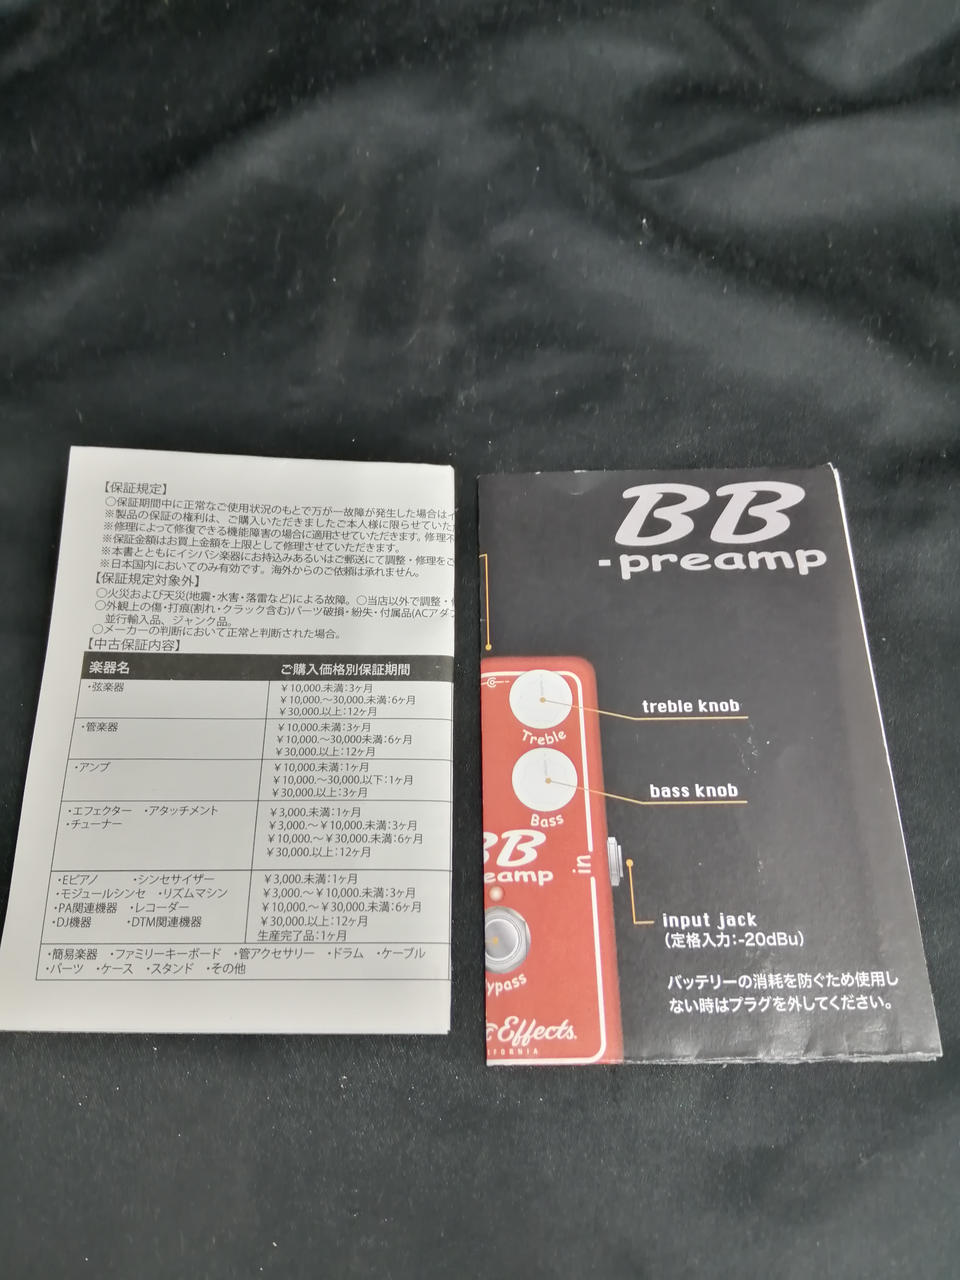 【保証規定】
○保証期間中に正常なご使用状況のもとで万が一故障が発生した場合はイ
※製品の保証の権利は、ご購入いただきましたご本人様に限らせていた
※修理によって修復できる機能障害の場合に適用させていただきます。修理不
※保証金額はお買上金額を上限として修理させていただきます。
※本書とともにイシバシ楽器にお持込みあるいはご郵送にて調整・修理をご
※日本国内においてのみ有効です。海外からのご依頼は承れません。
【保証規定対象外】
○火災および天災(地震・水害・落雷など)による故障。○当店以外で調整・
○外観上の傷・打痕(割れ・クラック含む)パーツ破損・紛失・付属品(ACアダプ
並行輸入品、ジャンク品。
○メーカーの判断において正常と判断された場合。
【中古保証内容】
楽器名 ご購入価格別保証期間
・弦楽器 ￥10,000.未満:3ヶ月
￥10,000.〜30,000.未満:6ヶ月
￥30,000.以上:12ヶ月
・管楽器 ￥10,000.未満:3ヶ月
￥10,000.〜30,000未満:6ヶ月
￥30,000.以上:12ヶ月
・アンプ ￥10,000.未満:1ヶ月
￥10,000.〜30,000.以下:1ヶ月
￥30,000.以上:3ヶ月
・エフェクター ・アタッチメント ￥3,000.未満:1ヶ月
・チューナー ￥3,000.〜￥10,000.未満:3ヶ月
￥10,000.〜￥30,000.未満:6ヶ月
￥30,000.以上:12ヶ月
・Eピアノ ・シンセサイザー ￥3,000.未満:1ヶ月
・モジュールシンセ ・リズムマシン ￥3,000.〜￥10,000.未満:3ヶ月
・PA関連機器 ・レコーダー ￥10,000.〜￥30,000.未満:6ヶ月
・DJ機器 ・DTM関連機器 ￥30,000.以上:12ヶ月
生産完了品:1ヶ月
・簡易楽器 ・ファミリーキーボード ・管アクセサリー ・ドラム ・ケーブル
・パーツ ・ケース ・スタンド ・その他
BB
-preamp
treble knob
Treble
bass knob
Bass
BB
eamp
in
input jack
(定格入力:-20dBu)
バッテリーの消耗を防ぐため使用し
ない時はプラグを外してください。
ypass
Effects
IFORNIA